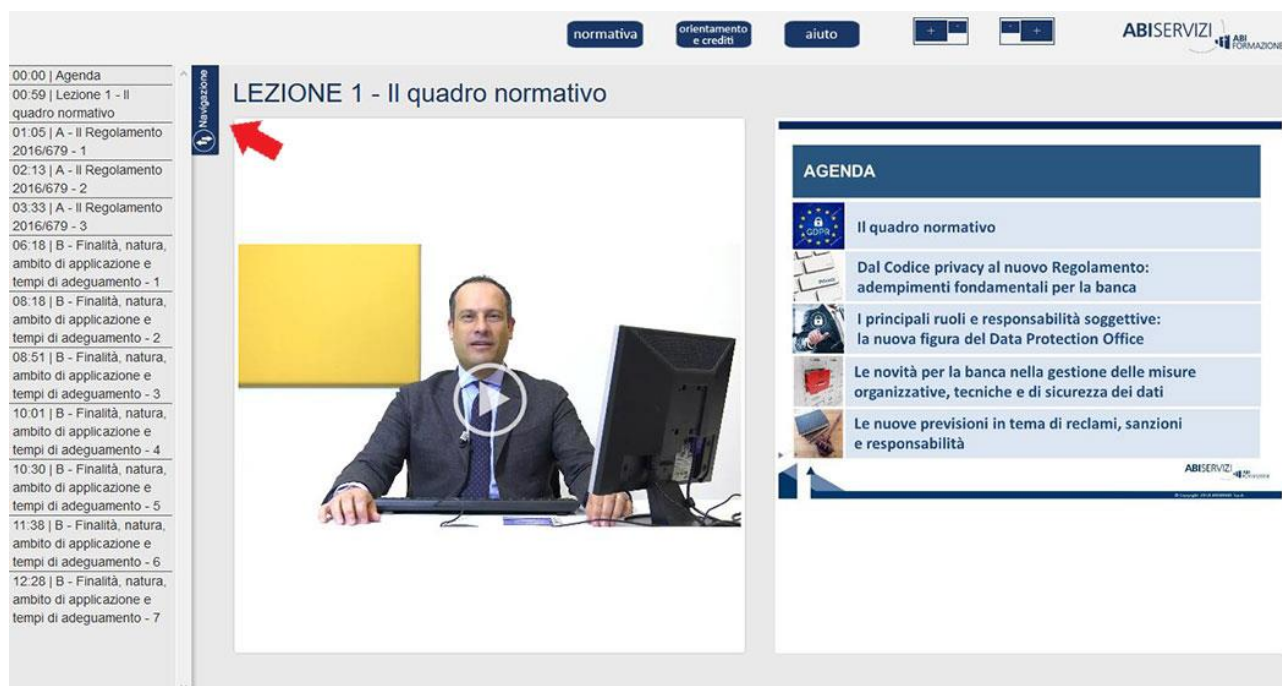 normativa
orientamento
e crediti
aiuto
+ -
- +
ABISERVIZI
ABI
FORMAZIONE
00:00 | Agenda
00:59 | Lezione 1 - Il
quadro normativo
01:05 | A - Il Regolamento
2016/679 - 1
02:13 | A - Il Regolamento
2016/679 - 2
03:33 | A - Il Regolamento
2016/679 - 3
06:18 | B - Finalità, natura,
ambito di applicazione e
tempi di adeguamento - 1
08:18 | B - Finalità, natura,
ambito di applicazione e
tempi di adeguamento - 2
08:51 | B - Finalità, natura,
ambito di applicazione e
tempi di adeguamento - 3
10:01 | B - Finalità, natura,
ambito di applicazione e
tempi di adeguamento - 4
10:30 | B - Finalità, natura,
ambito di applicazione e
tempi di adeguamento - 5
11:38 | B - Finalità, natura,
ambito di applicazione e
tempi di adeguamento - 6
12:28 | B - Finalità, natura,
ambito di applicazione e
tempi di adeguamento - 7
Navigazione
LEZIONE 1 - Il quadro normativo
AGENDA
GDPR
Il quadro normativo
Dal Codice privacy al nuovo Regolamento:
adempimenti fondamentali per la banca
I principali ruoli e responsabilità soggettive:
la nuova figura del Data Protection Office
Le novità per la banca nella gestione delle misure
organizzative, tecniche e di sicurezza dei dati
Le nuove previsioni in tema di reclami, sanzioni
e responsabilità
ABISERVIZI